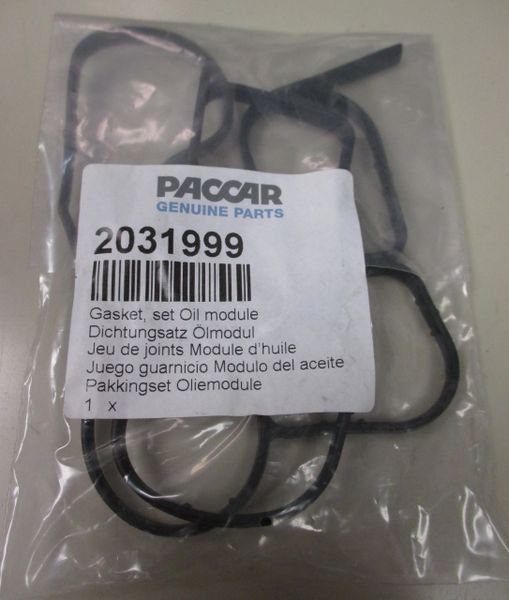 PACCAR
GENUINE PARTS
2031999
Gasket, set Oil module
Dichtungsatz Ölmodul
Jeu de joints Module d'huile
Juego guarnicio Modulo del aceite
Pakkingset Oliemodule
1 x